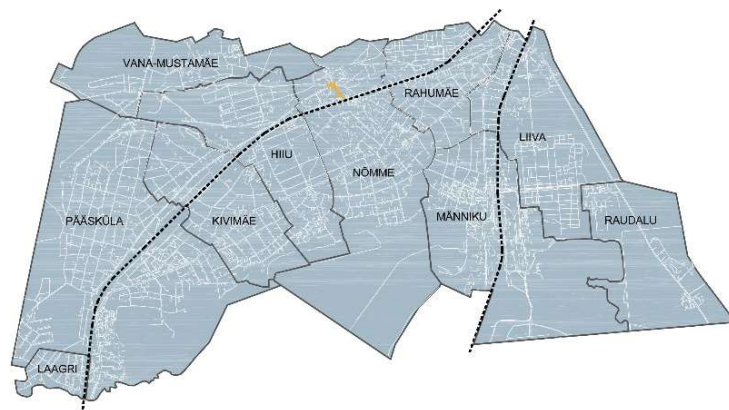 VANA-MUSTAMÄE
RAHUMÄE
LIIVA
HIIU
NÕMME
PÄÄSKÜLA
KIVIMÄE
MÄNNIKU
RAUDALU
LAAGRI